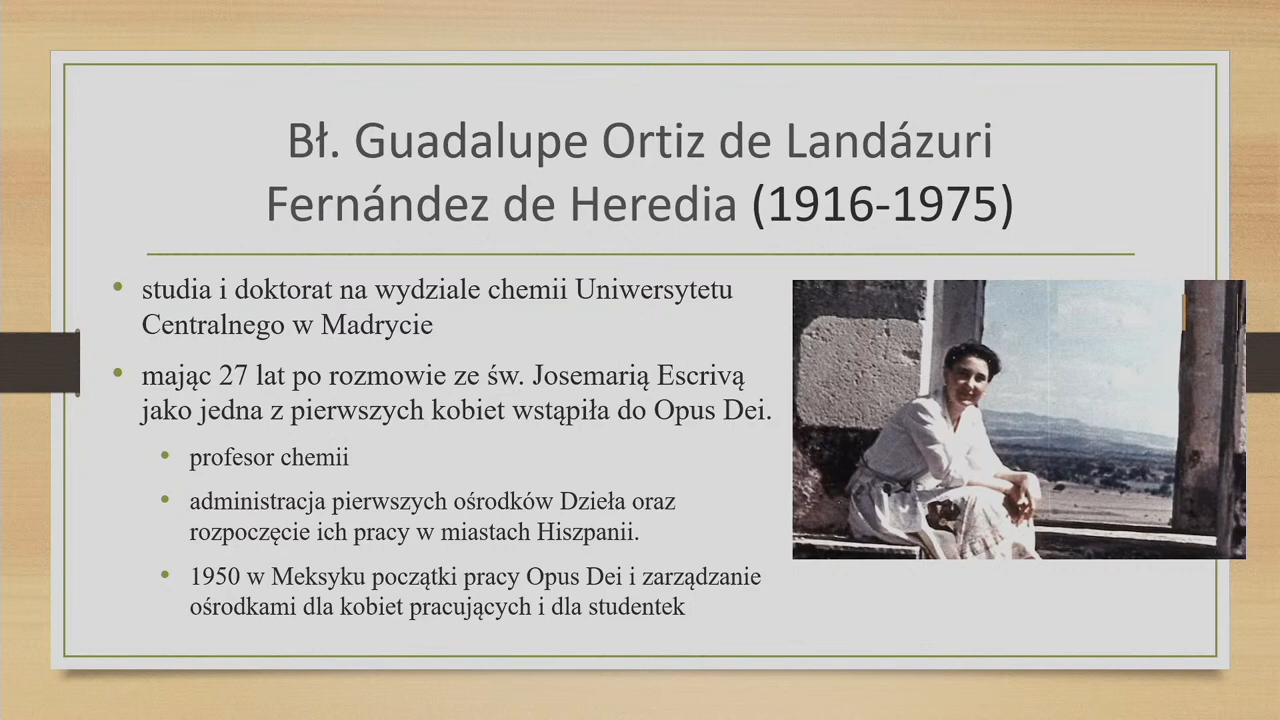 Bł. Guadalupe Ortiz de Landázuri
Fernández de Heredia (1916-1975)
• studia i doktorat na wydziale chemii Uniwersytetu
Centralnego w Madrycie
• mając 27 lat po rozmowie ze św. Josemarią Escrivą
jako jedna z pierwszych kobiet wstąpiła do Opus Dei.
• profesor chemii
• administracja pierwszych ośrodków Dzieła oraz
rozpoczęcie ich pracy w miastach Hiszpanii.
• 1950 w Meksyku początki pracy Opus Dei i zarządzanie
ośrodkami dla kobiet pracujących i dla studentek